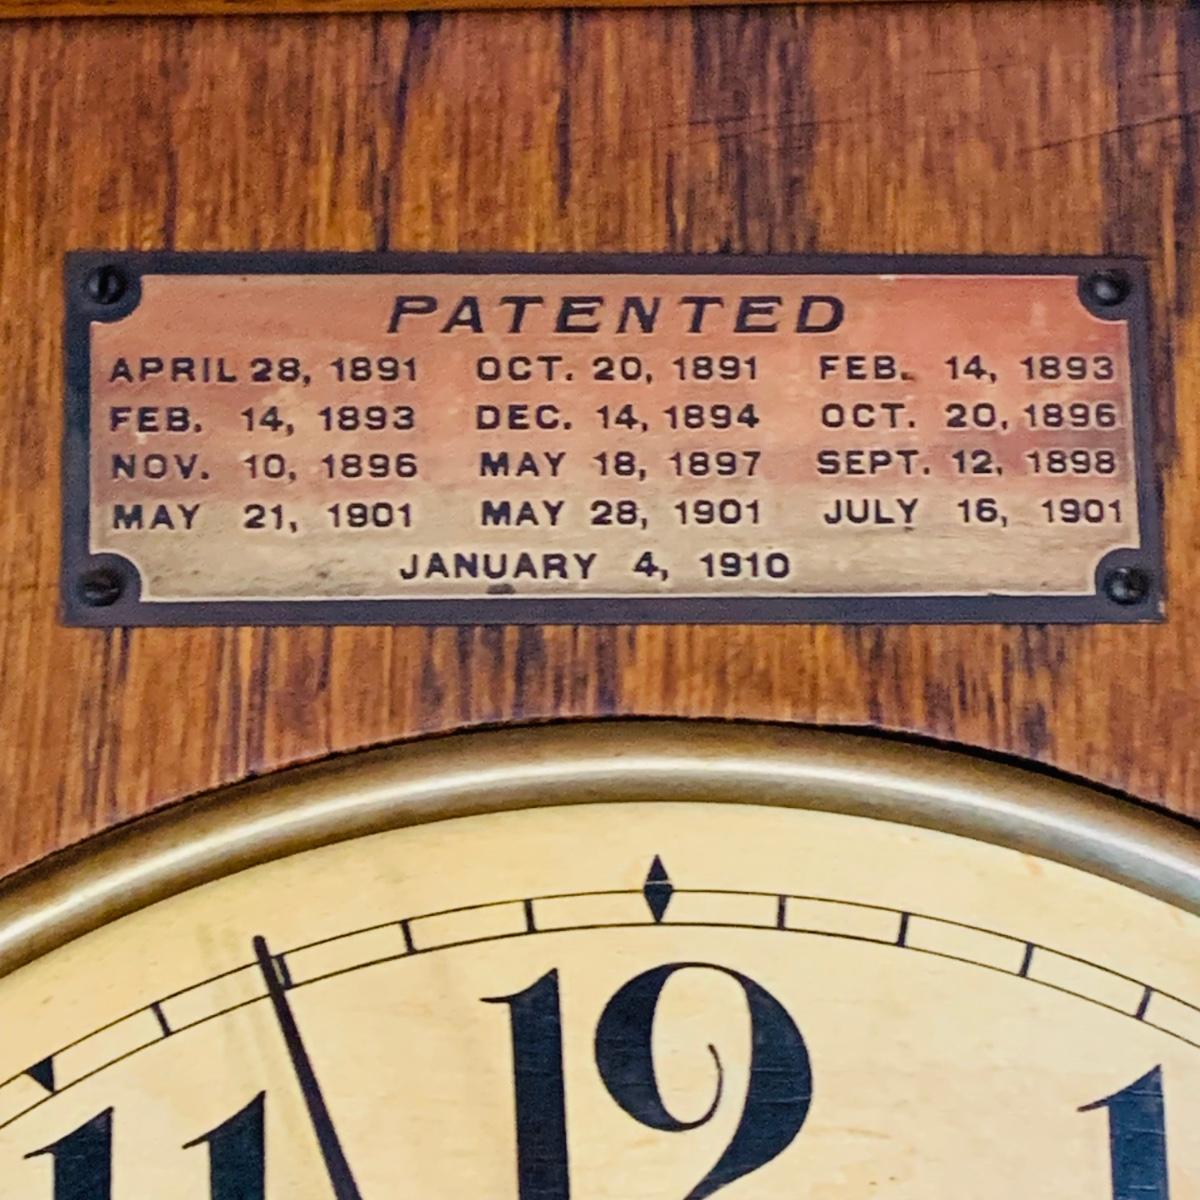 PATENTED
APRIL 28, 1891 OCT. 20, 1891 FEB. 14, 1893
FEB. 14, 1893 DEC. 14, 1894 OCT. 20, 1896
NOV. 10, 1896 MAY 18, 1897 SEPT. 12, 1898
MAY 21, 1901 MAY 28, 1901 JULY 16, 1901
JANUARY 4, 1910
11 12 1